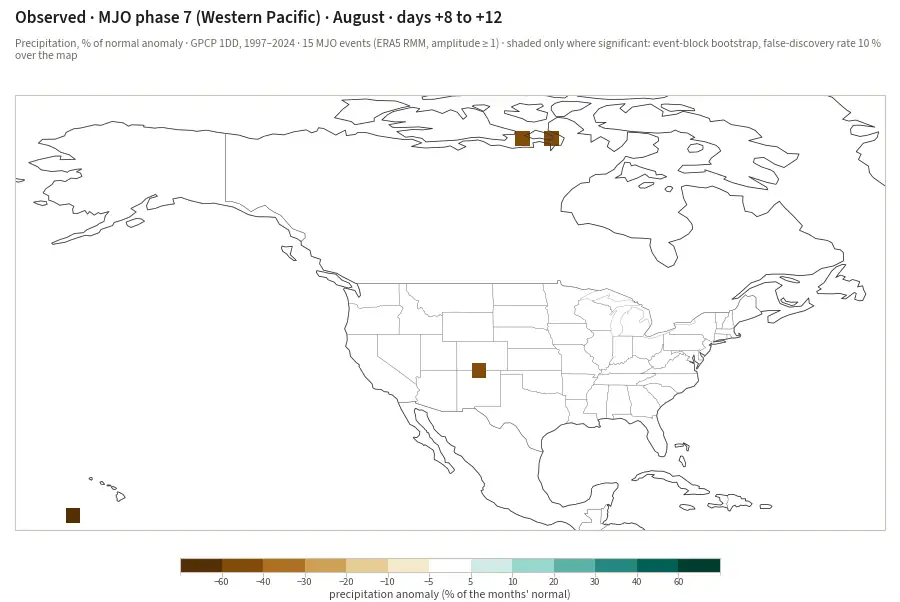 Observed · MJO phase 7 (Western Pacific) · August · days +8 to +12
Precipitation, % of normal anomaly · GPCP 1DD, 1997–2024 · 15 MJO events (ERA5 RMM, amplitude ≥ 1) · shaded only where significant: event-block bootstrap, false-discovery rate 10 %
over the map
−60 −40 −30 −20 −10 −5 5 10 20 30 40 60
precipitation anomaly (% of the months' normal)